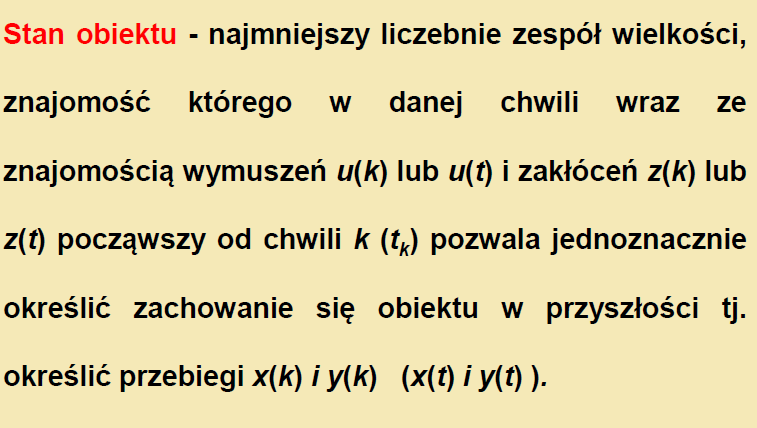 Stan obiektu - najmniejszy liczebnie zespół wielkości,
znajomość którego w danej chwili wraz ze
znajomością wymuszeń u(k) lub u(t) i zakłóceń z(k) lub
z(t) począwszy od chwili k (tk) pozwala jednoznacznie
określić zachowanie się obiektu w przyszłości tj.
określić przebiegi x(k) i y(k) (x(t) i y(t) ).